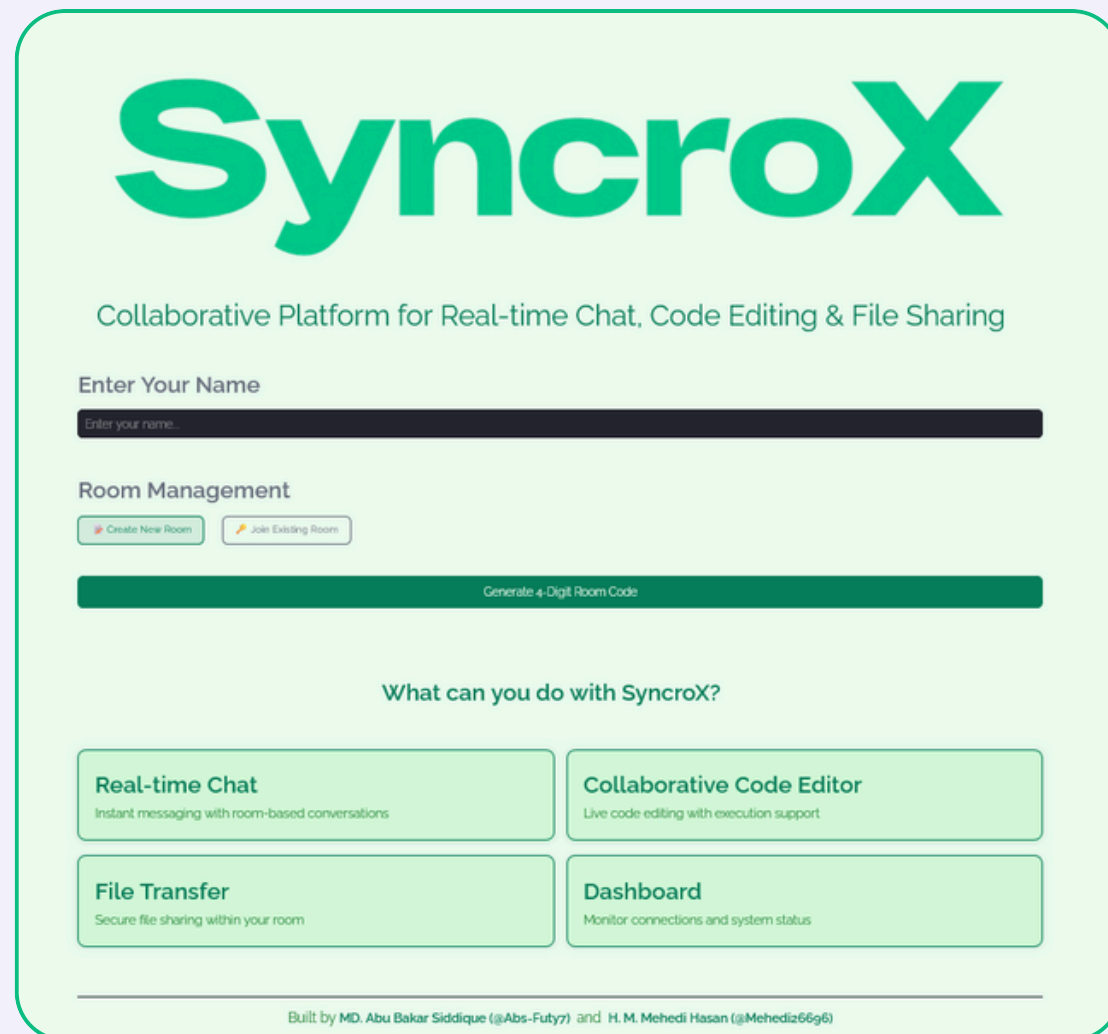 SyncroX
Collaborative Platform for Real-time Chat, Code Editing & File Sharing
Enter Your Name
Enter your name...
Room Management
Create New Room
Join Existing Room
Generate 4-Digit Room Code
What can you do with SyncroX?
Real-time Chat
Instant messaging with room-based conversations
Collaborative Code Editor
Live code editing with execution support
File Transfer
Secure file sharing within your room
Dashboard
Monitor connections and system status
Built by MD. Abu Bakar Siddique (@Abs-Futy7) and H. M. Mehedi Hasan (@Mehedi26696)